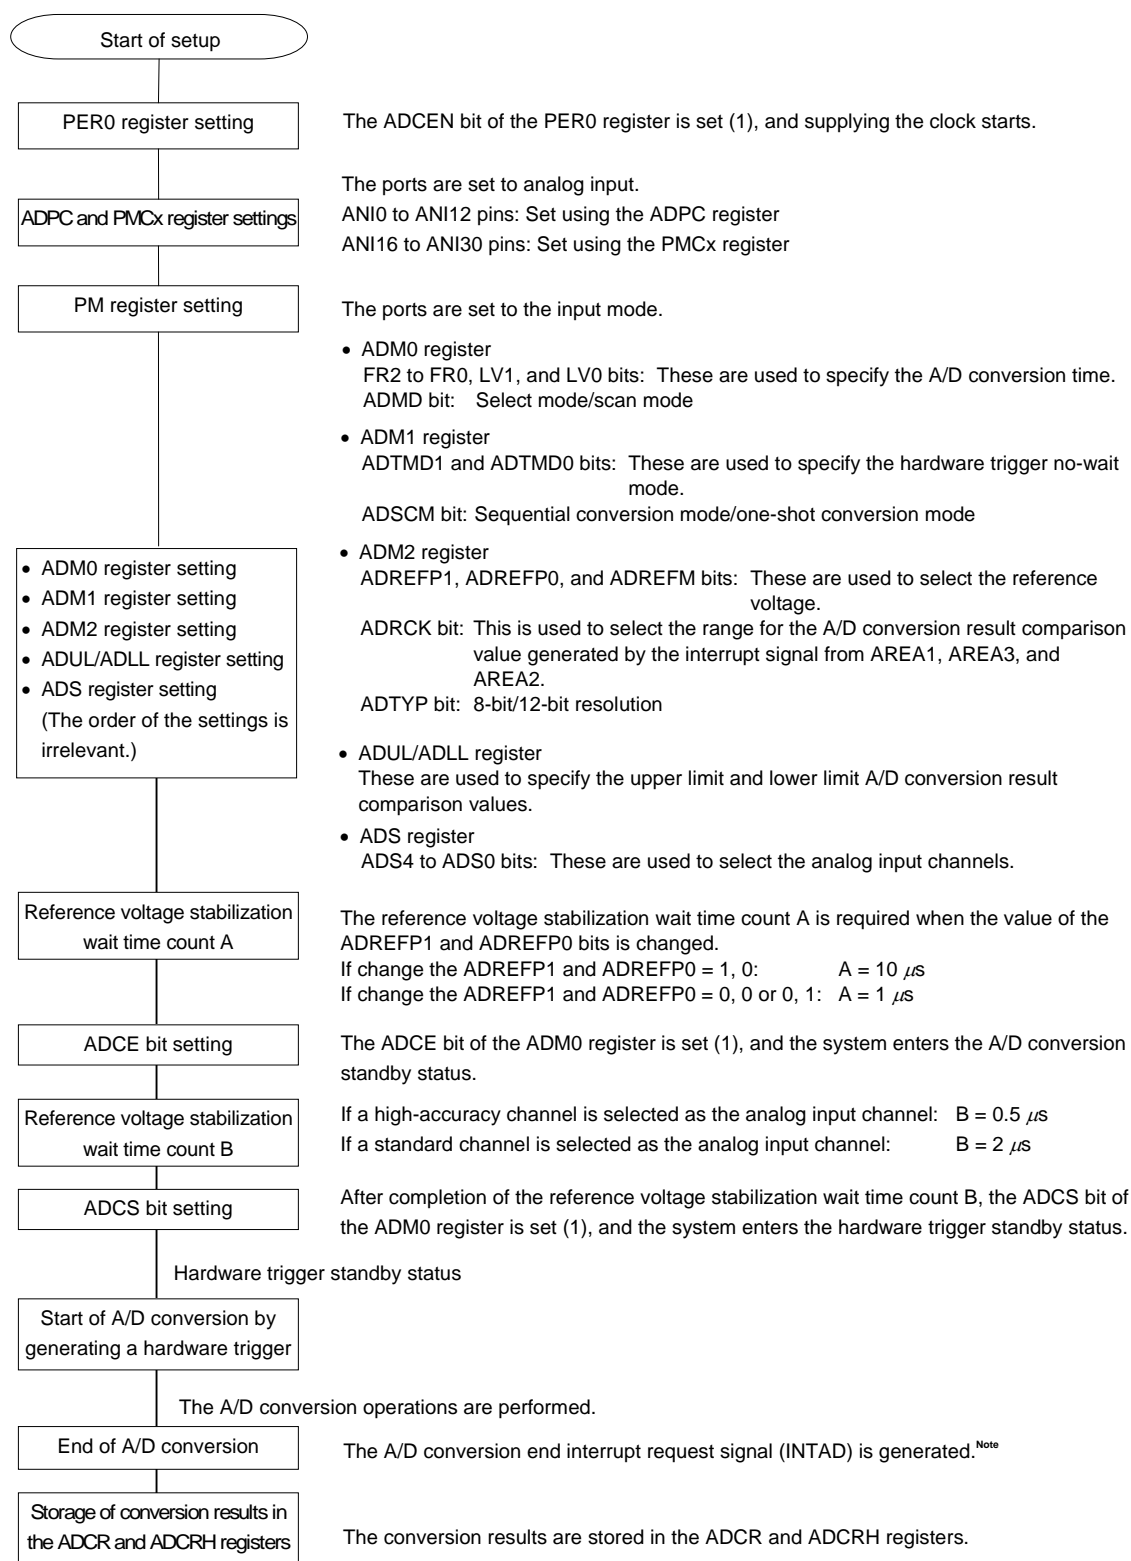 Start of setup
PER0 register setting
The ADCEN bit of the PER0 register is set (1), and supplying the clock starts.
The ports are set to analog input.
ADPC and PMCx register settings
ANI0 to ANI12 pins: Set using the ADPC register
ANI16 to ANI30 pins: Set using the PMCx register
PM register setting
The ports are set to the input mode.
• ADM0 register
FR2 to FR0, LV1, and LV0 bits: These are used to specify the A/D conversion time.
ADMD bit: Select mode/scan mode
• ADM1 register
ADTMD1 and ADTMD0 bits: These are used to specify the hardware trigger no-wait
mode.
ADSCM bit: Sequential conversion mode/one-shot conversion mode
• ADM0 register setting
• ADM1 register setting
• ADM2 register setting
• ADUL/ADLL register setting
• ADS register setting
(The order of the settings is
irrelevant.)
• ADM2 register
ADREFP1, ADREFP0, and ADREFM bits: These are used to select the reference
voltage.
ADRCK bit: This is used to select the range for the A/D conversion result comparison
value generated by the interrupt signal from AREA1, AREA3, and
AREA2.
ADTYP bit: 8-bit/12-bit resolution
• ADUL/ADLL register
These are used to specify the upper limit and lower limit A/D conversion result
comparison values.
• ADS register
ADS4 to ADS0 bits: These are used to select the analog input channels.
Reference voltage stabilization
wait time count A
The reference voltage stabilization wait time count A is required when the value of the
ADREFP1 and ADREFP0 bits is changed.
If change the ADREFP1 and ADREFP0 = 1, 0: A = 10 μs
If change the ADREFP1 and ADREFP0 = 0, 0 or 0, 1: A = 1 μs
ADCE bit setting
The ADCE bit of the ADM0 register is set (1), and the system enters the A/D conversion
standby status.
Reference voltage stabilization
wait time count B
If a high-accuracy channel is selected as the analog input channel: B = 0.5 μs
If a standard channel is selected as the analog input channel: B = 2 μs
ADCS bit setting
After completion of the reference voltage stabilization wait time count B, the ADCS bit of
the ADM0 register is set (1), and the system enters the hardware trigger standby status.
Hardware trigger standby status
Start of A/D conversion by
generating a hardware trigger
The A/D conversion operations are performed.
End of A/D conversion
The A/D conversion end interrupt request signal (INTAD) is generated.Note
Storage of conversion results in
the ADCR and ADCRH registers
The conversion results are stored in the ADCR and ADCRH registers.